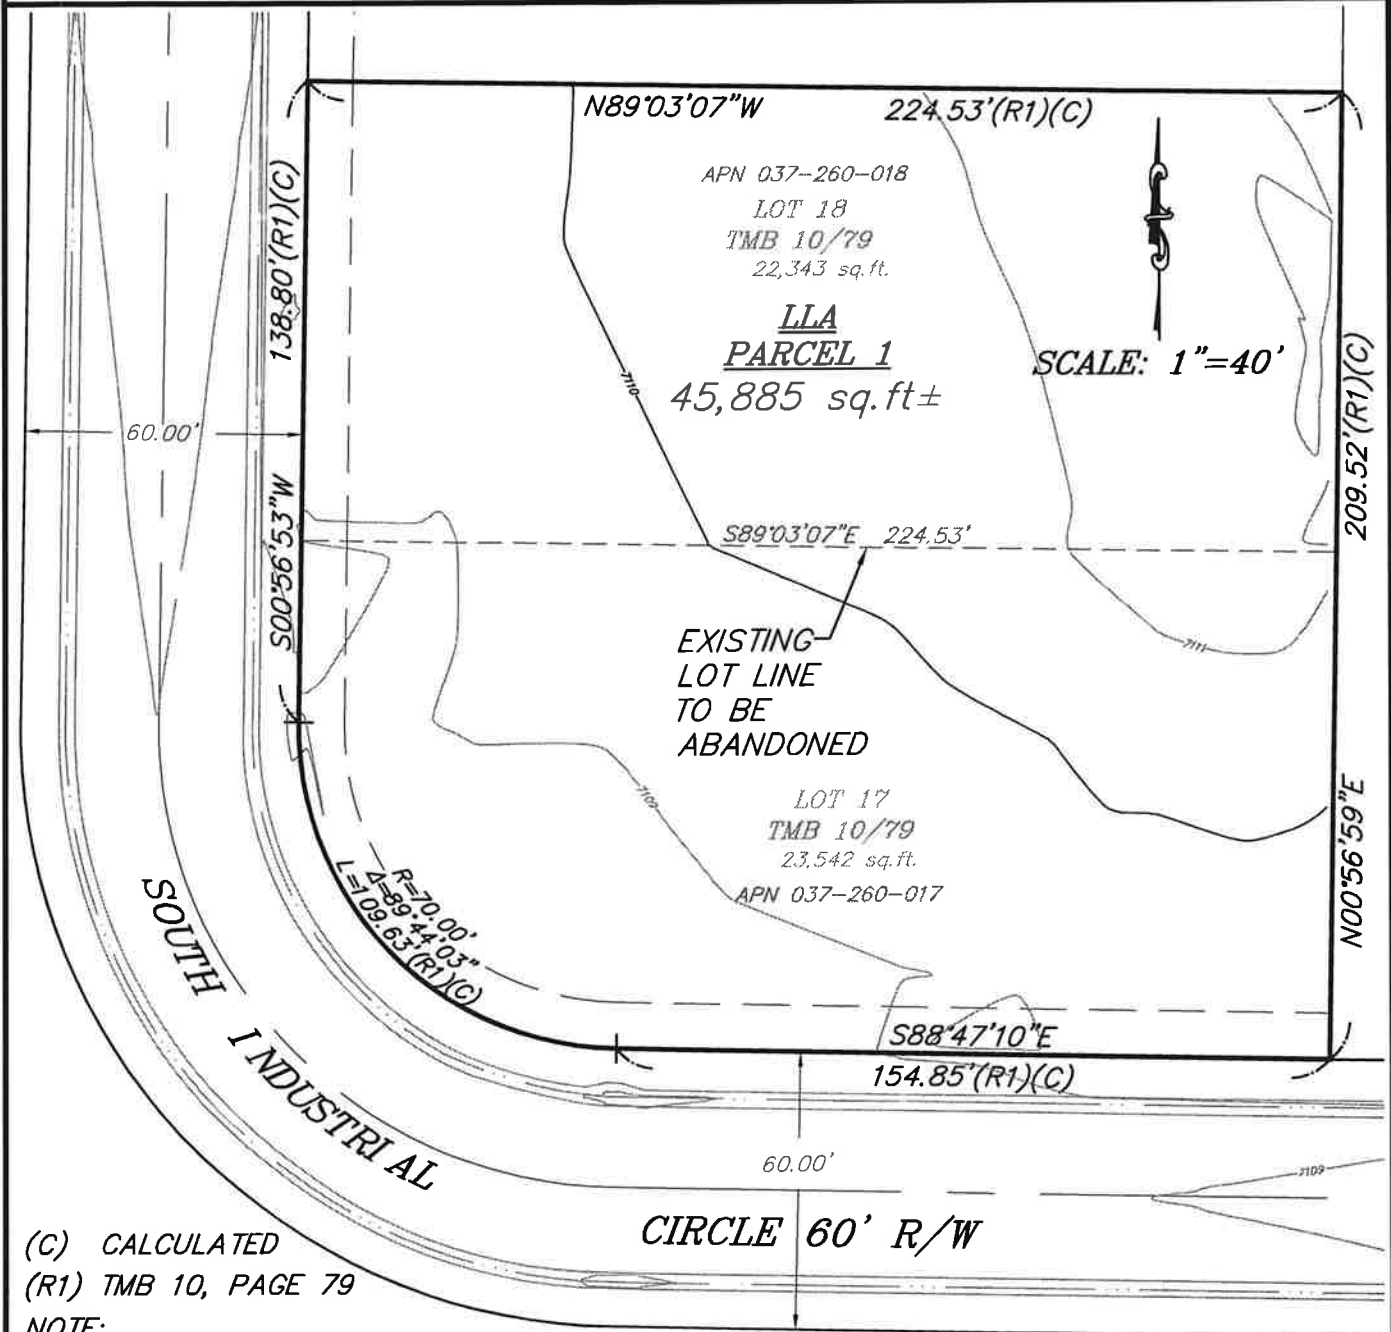 N89°03'07"W 224.53'(R1)(C)
APN 037-260-018
LOT 18
TMB 10/79
22,343 sq.ft.
LLA
PARCEL 1
45,885 sq.ft±
SCALE: 1"=40'
138.80'(R1)(C)
S00°56'53"W
60.00'
7110
209.52'(R1)(C)
N00°56'59"E
S89°03'07"E 224.53'
EXISTING
LOT LINE
TO BE
ABANDONED
7111
7109
LOT 17
TMB 10/79
23,542 sq.ft.
APN 037-260-017
R=70.00'
Δ=89°44'03"
L=109.63'(R1)(C)
S88°47'10"E
154.85'(R1)(C)
60.00'
7109
SOUTH INDUSTRIAL
CIRCLE 60' R/W
(C) CALCULATED
(R1) TMB 10, PAGE 79
NOTE: